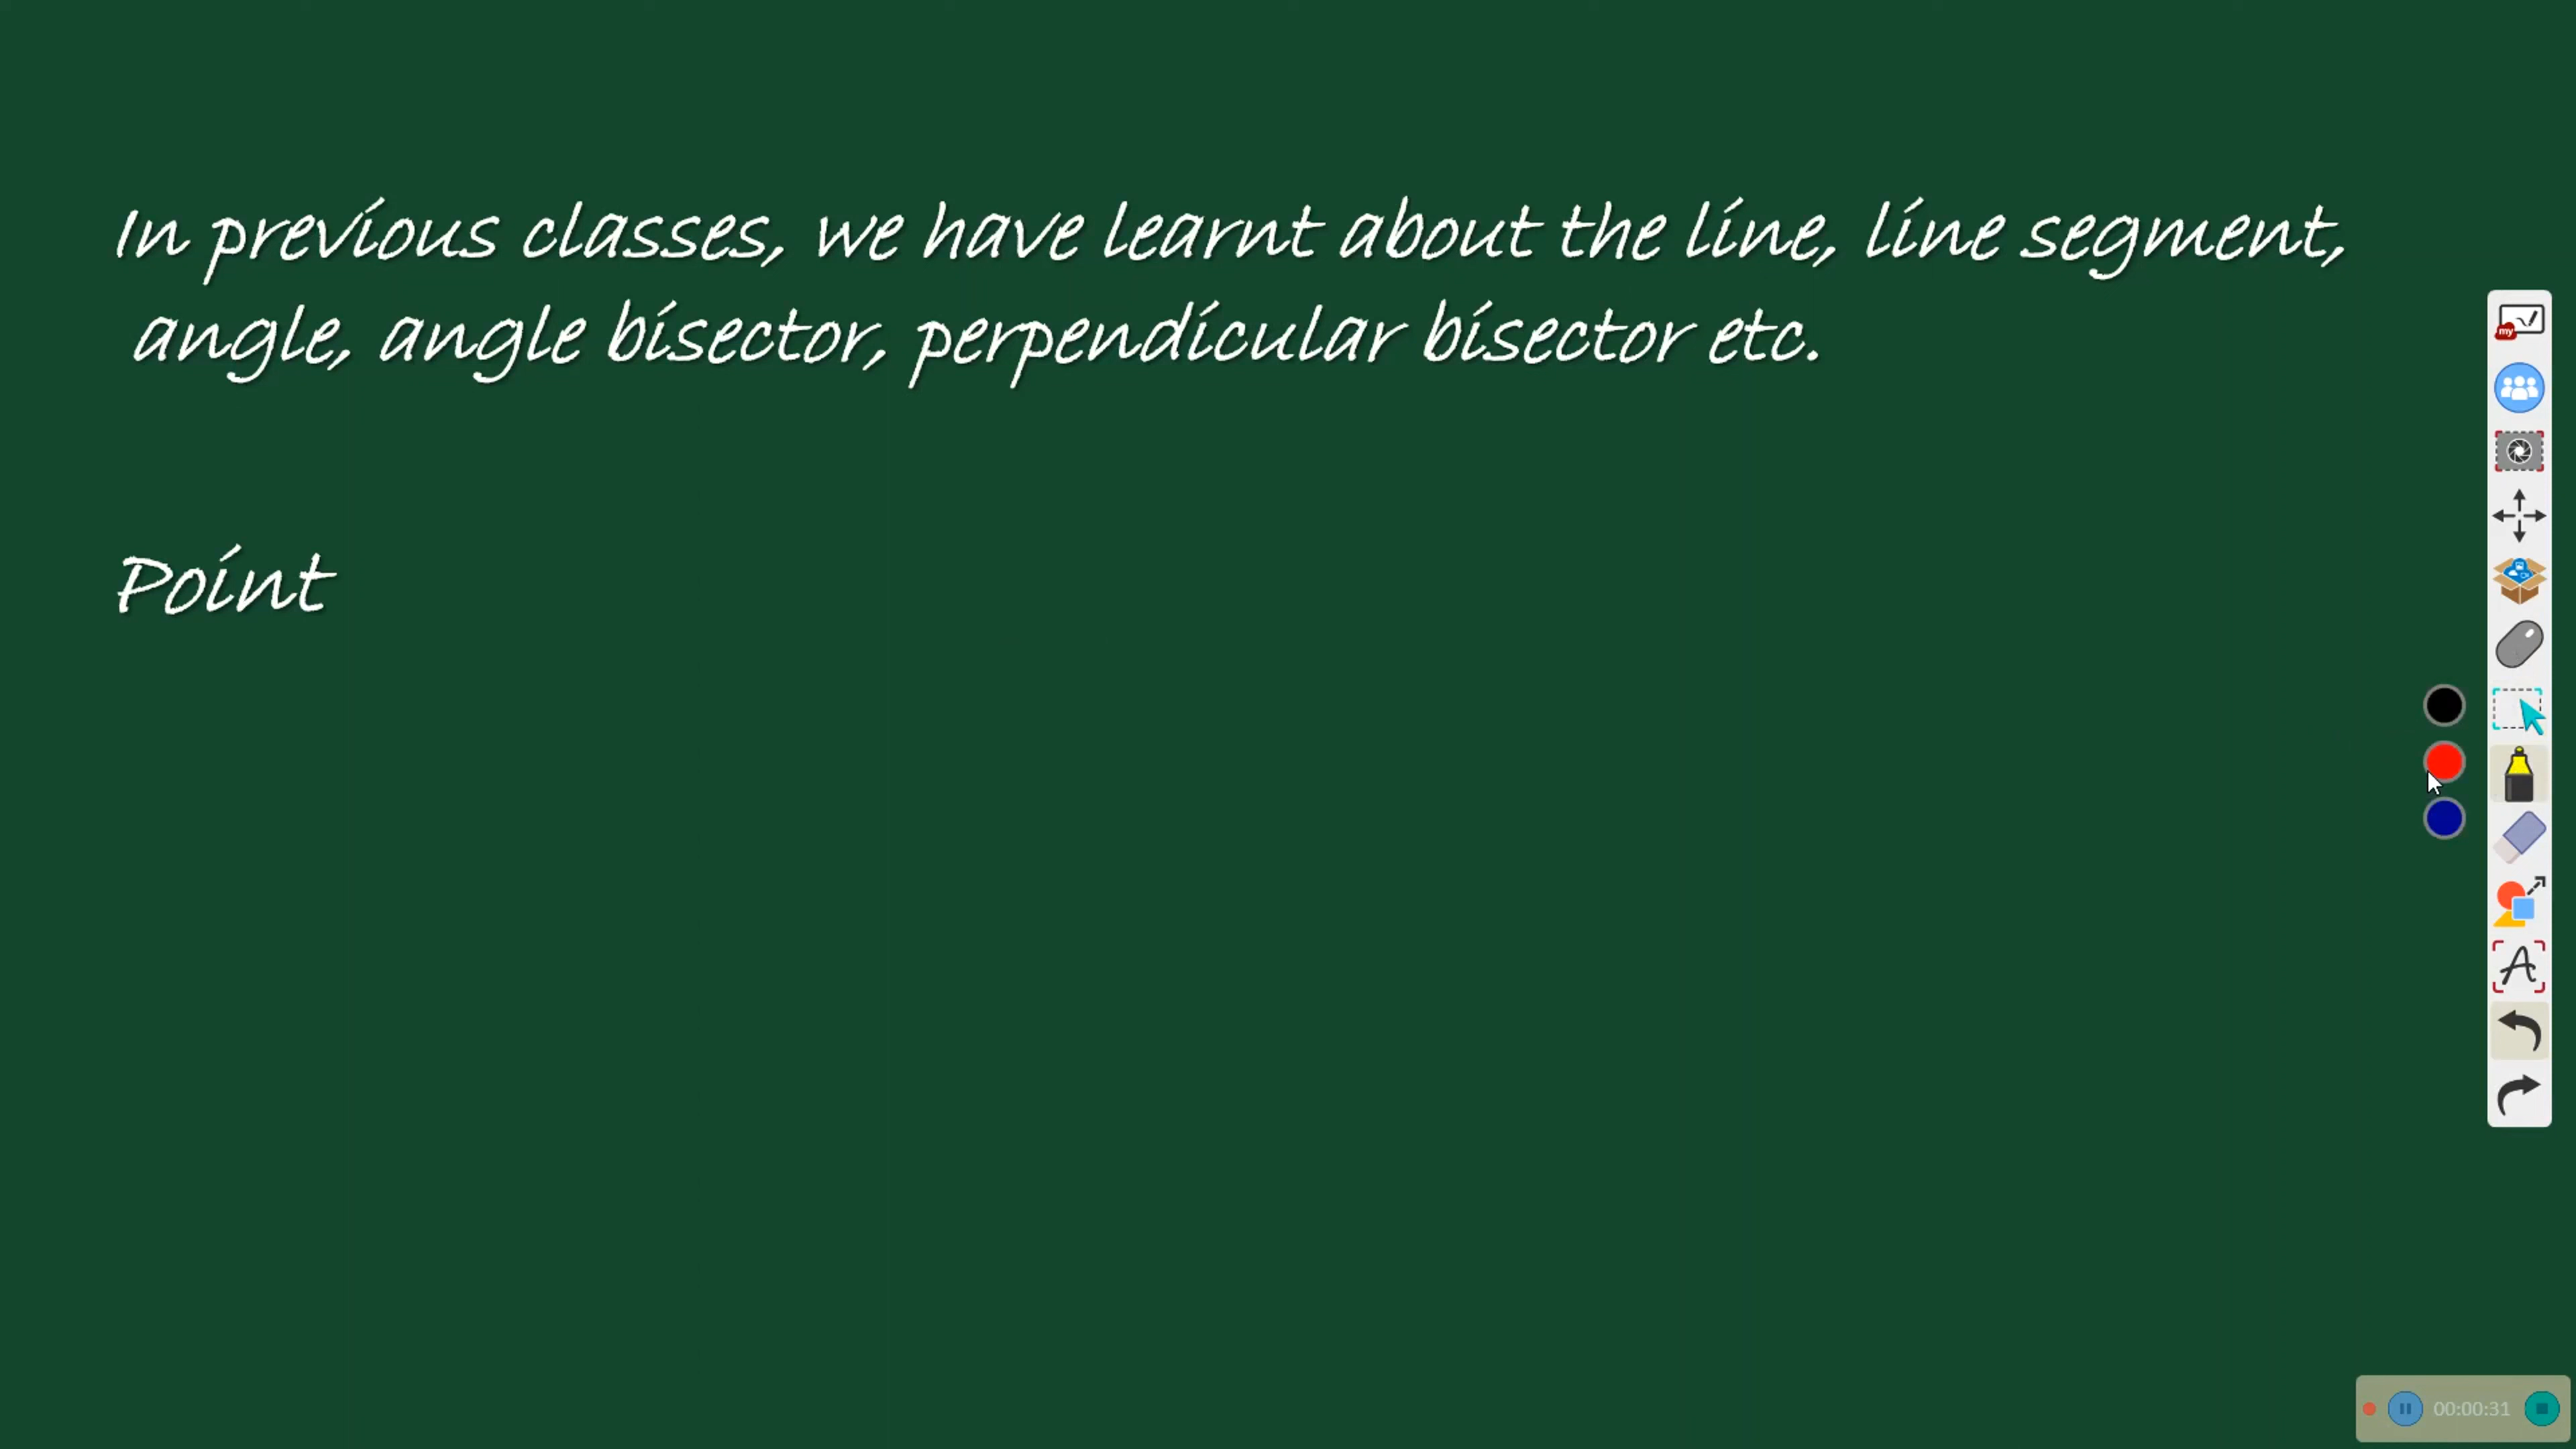 In previous classes, we have learnt about the line, line segment,
angle, angle bisector, perpendicular bisector etc.
Point
my
A
00:00:31